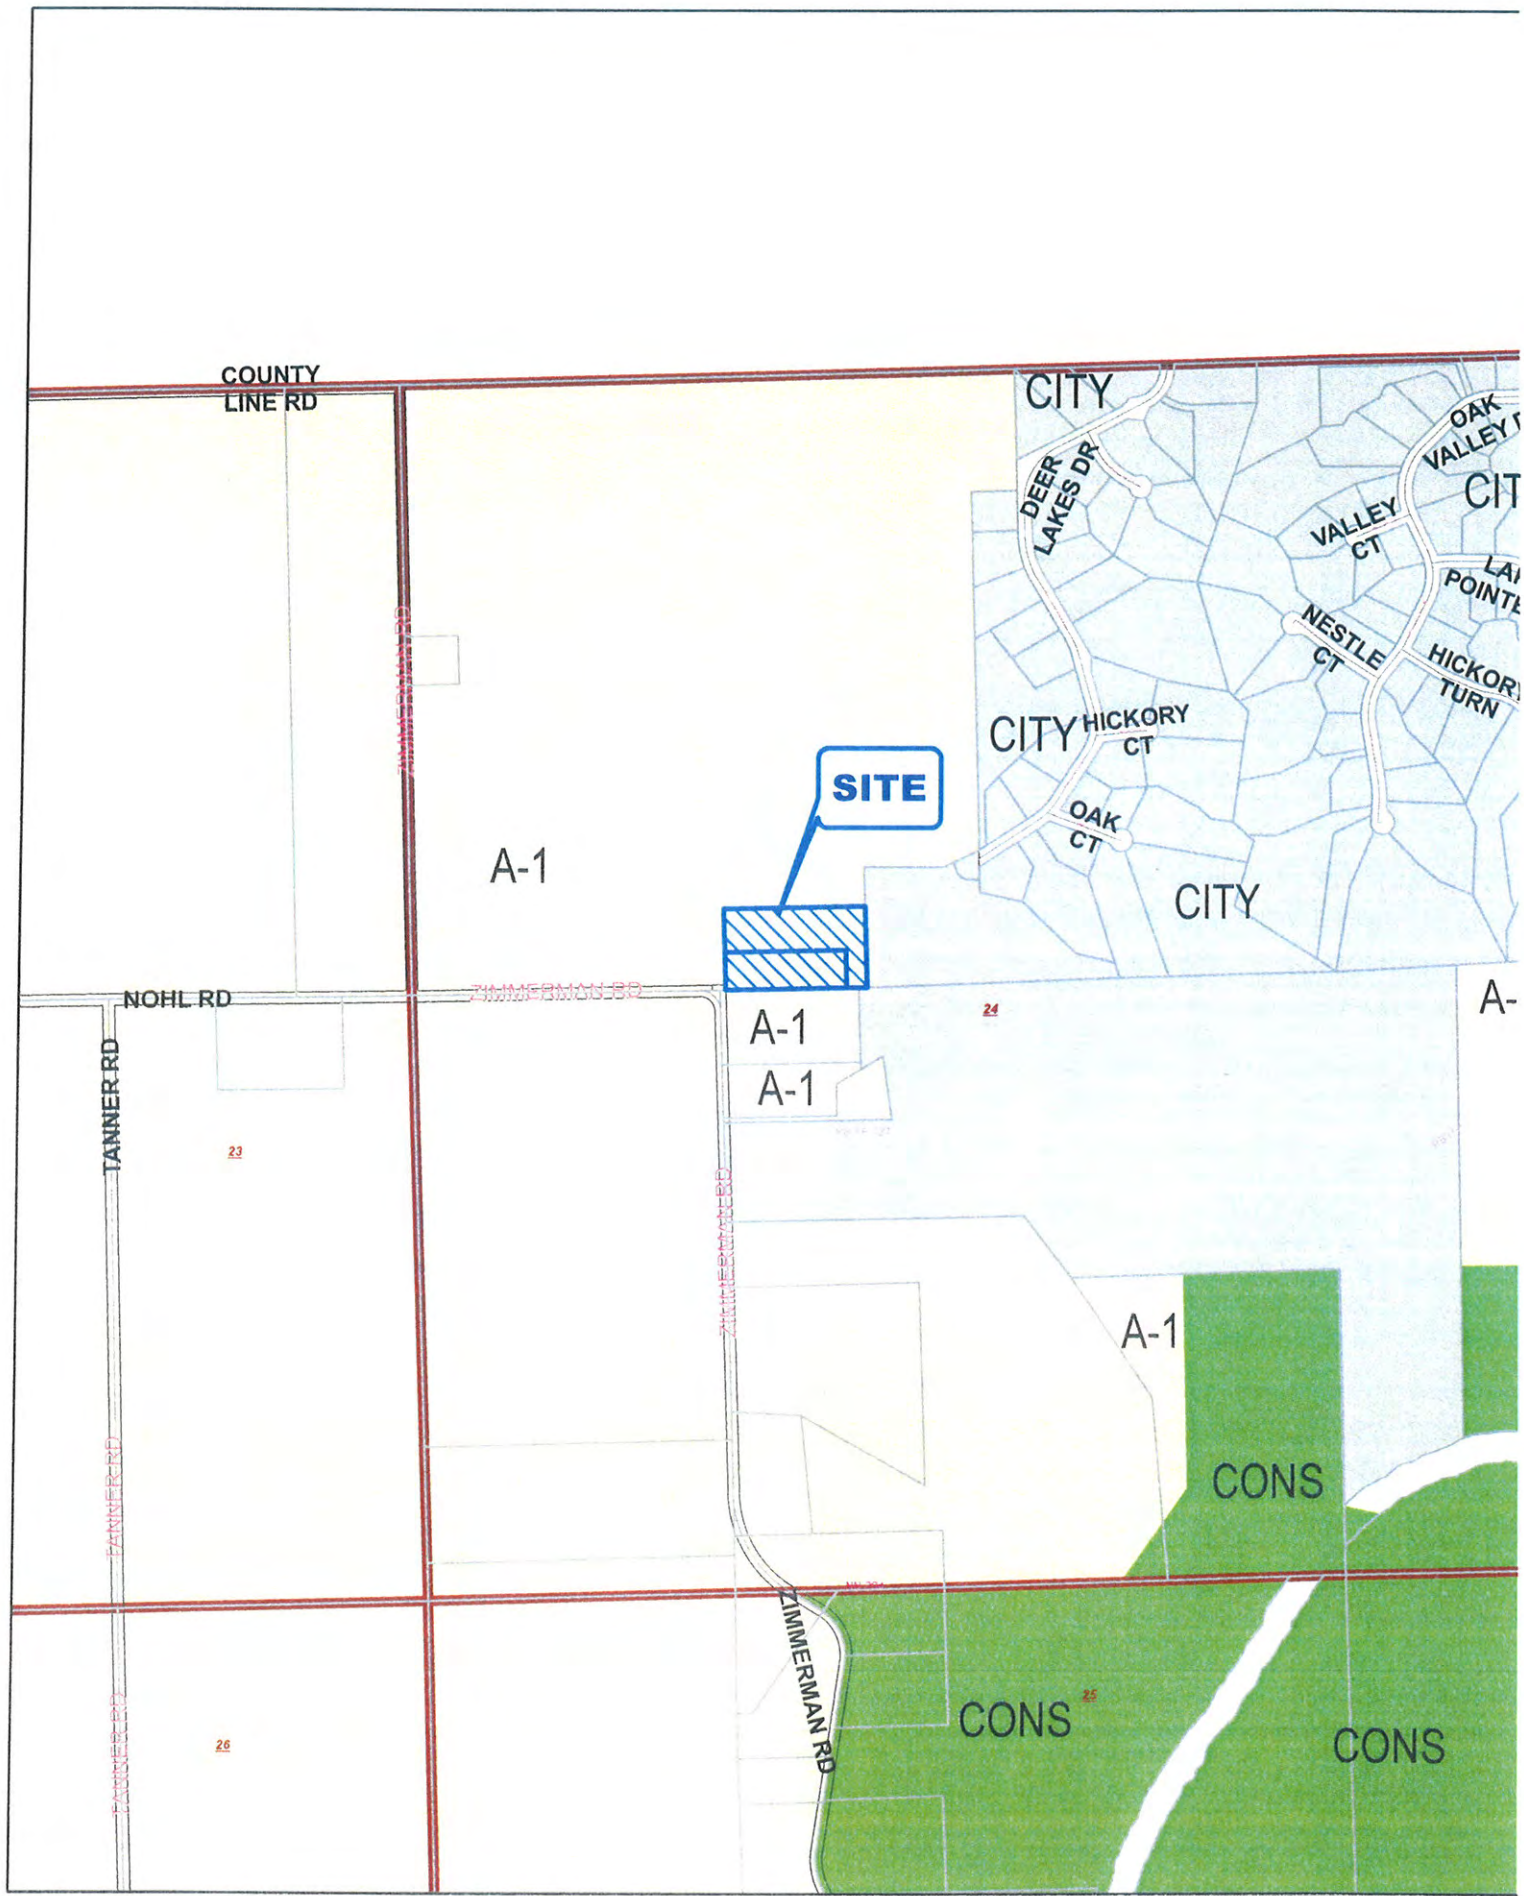 COUNTY
LINE RD
CITY
OAK
VALLEY
DEER
LAKES DR
CIT
VALLEY
CT
POINTE
ZIMMERMAN RD
NESTLE
CT
HICKORY
TURN
CITY
HICKORY
CT
SITE
OAK
CT
A-1
CITY
NOHL RD
ZIMMERMAN RD
A-1
24
A-
TANNER RD
A-1
23
ZIMMERMAN RD
A-1
TANNER RD
CONS
ZIMMERMAN RD
TANNER RD
26
CONS
25
CONS